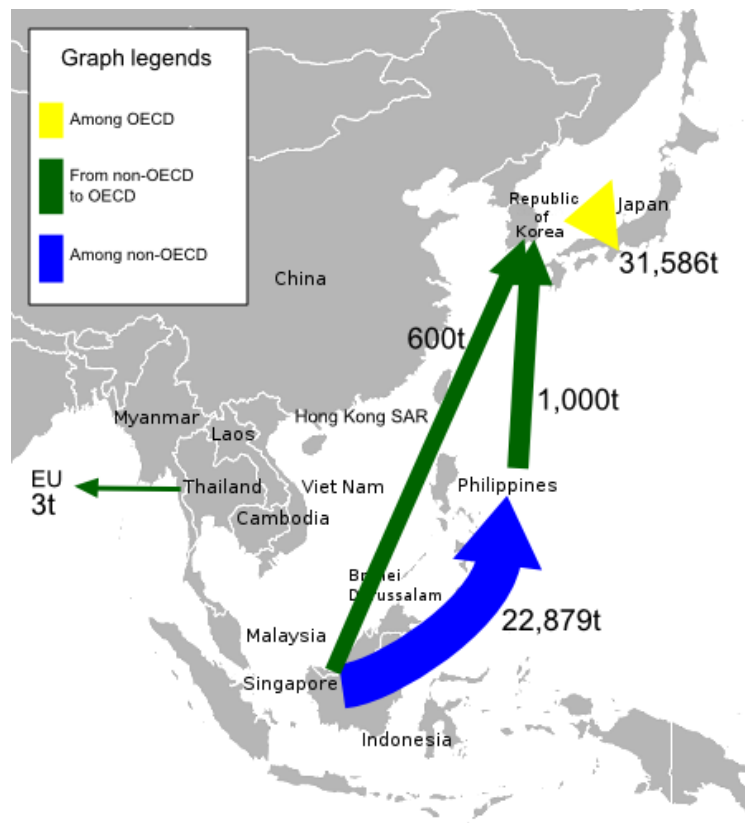 Graph legends
Among OECD
From non-OECD
to OECD
Among non-OECD
Republic
of
Korea
Japan
31,586t
China
600t
1,000t
Hong Kong SAR
Myanmar
Laos
EU
3t
Thailand
Viet Nam
Philippines
Cambodia
Brunei
Darussalam
22,879t
Malaysia
Singapore
Indonesia